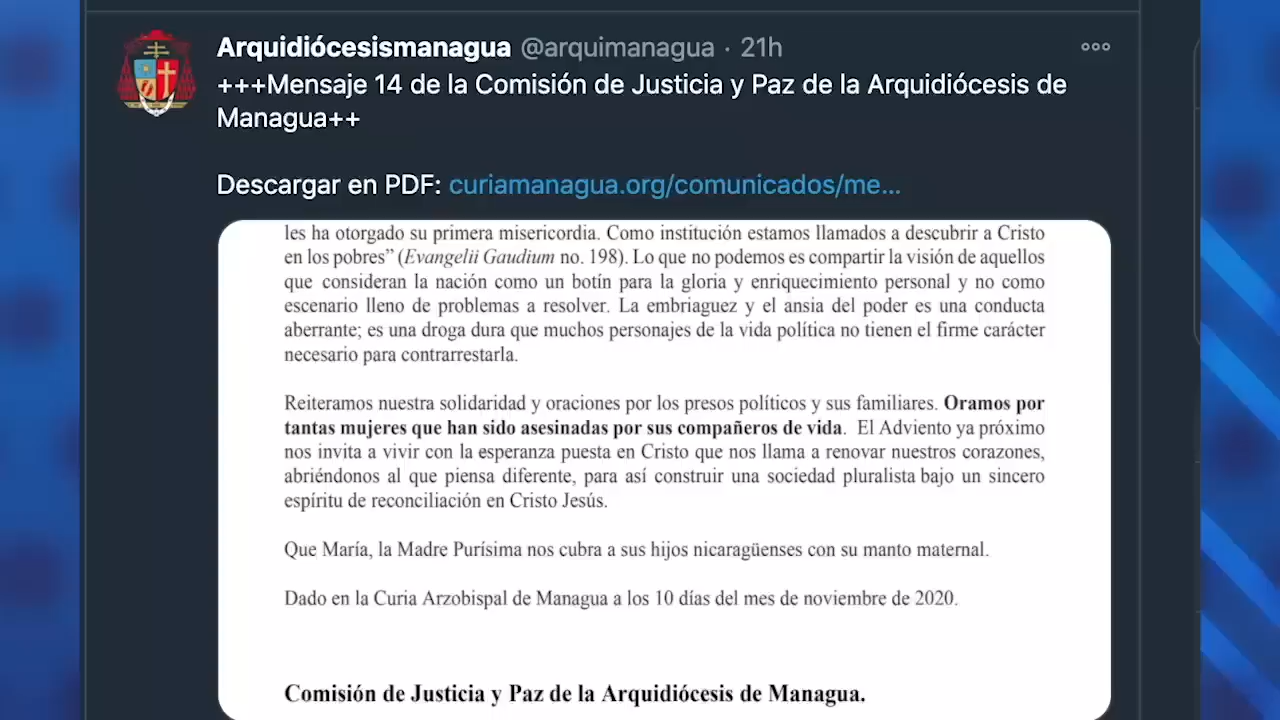 Arquidiócesismanagua @arquimanagua · 21h
+++Mensaje 14 de la Comisión de Justicia y Paz de la Arquidiócesis de
Managua++
Descargar en PDF: curiamanagua.org/comunicados/me...
les ha otorgado su primera misericordia. Como institución estamos llamados a descubrir a Cristo
en los pobres” (Evangelii Gaudium no. 198). Lo que no podemos es compartir la visión de aquellos
que consideran la nación como un botín para la gloria y enriquecimiento personal y no como
escenario lleno de problemas a resolver. La embriaguez y el ansia del poder es una conducta
aberrante; es una droga dura que muchos personajes de la vida política no tienen el firme carácter
necesario para contrarrestarla.
Reiteramos nuestra solidaridad y oraciones por los presos políticos y sus familiares. Oramos por
tantas mujeres que han sido asesinadas por sus compañeros de vida. El Adviento ya próximo
nos invita a vivir con la esperanza puesta en Cristo que nos llama a renovar nuestros corazones,
abriéndonos al que piensa diferente, para así construir una sociedad pluralista bajo un sincero
espíritu de reconciliación en Cristo Jesús.
Que María, la Madre Purísima nos cubra a sus hijos nicaragüenses con su manto maternal.
Dado en la Curia Arzobispal de Managua a los 10 días del mes de noviembre de 2020.
Comisión de Justicia y Paz de la Arquidiócesis de Managua.